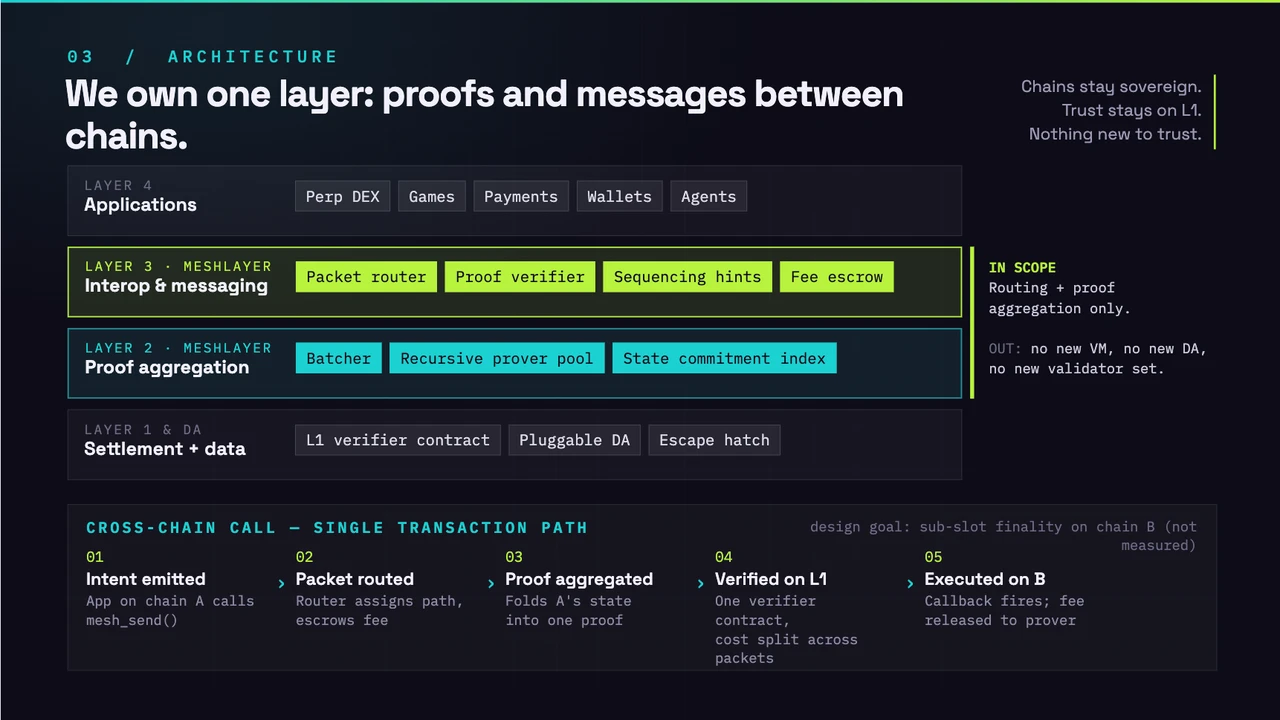 03 / ARCHITECTURE
We own one layer: proofs and messages between
chains.
Chains stay sovereign.
Trust stays on L1.
Nothing new to trust.
LAYER 4
Applications
Perp DEX Games Payments Wallets Agents
LAYER 3 · MESHLAYER
Interop & messaging
Packet router Proof verifier Sequencing hints Fee escrow
LAYER 2 · MESHLAYER
Proof aggregation
Batcher Recursive prover pool State commitment index
IN SCOPE
Routing + proof
aggregation only.
OUT: no new VM, no new DA,
no new validator set.
LAYER 1 & DA
Settlement + data
L1 verifier contract Pluggable DA Escape hatch
CROSS-CHAIN CALL — SINGLE TRANSACTION PATH
design goal: sub-slot finality on chain B (not
measured)
01
Intent emitted
App on chain A calls
mesh_send()
›
02
Packet routed
Router assigns path,
escrows fee
›
03
Proof aggregated
Folds A's state
into one proof
›
04
Verified on L1
One verifier
contract,
cost split across
packets
›
05
Executed on B
Callback fires; fee
released to prover